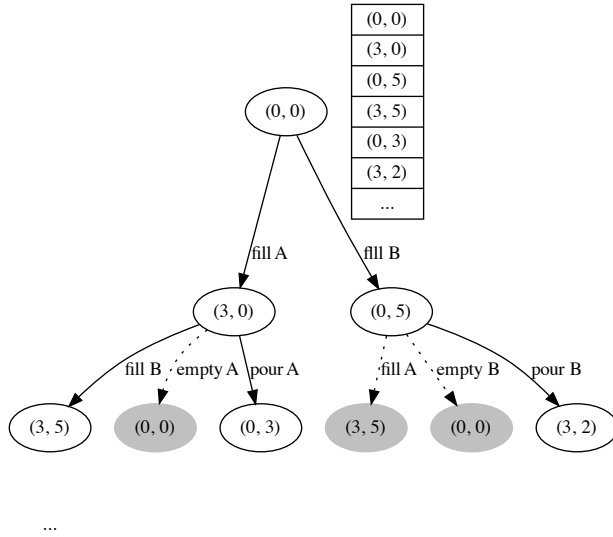 (0, 0)
(3, 0)
(0, 5)
(3, 5)
(0, 3)
(3, 2)
...
(0, 0)
fill A
flll B
(3, 0)
(0, 5)
fill B
empty A
pour A
fill A
empty B
pour B
(3, 5)
(0, 0)
(0, 3)
(3, 5)
(0, 0)
(3, 2)
...